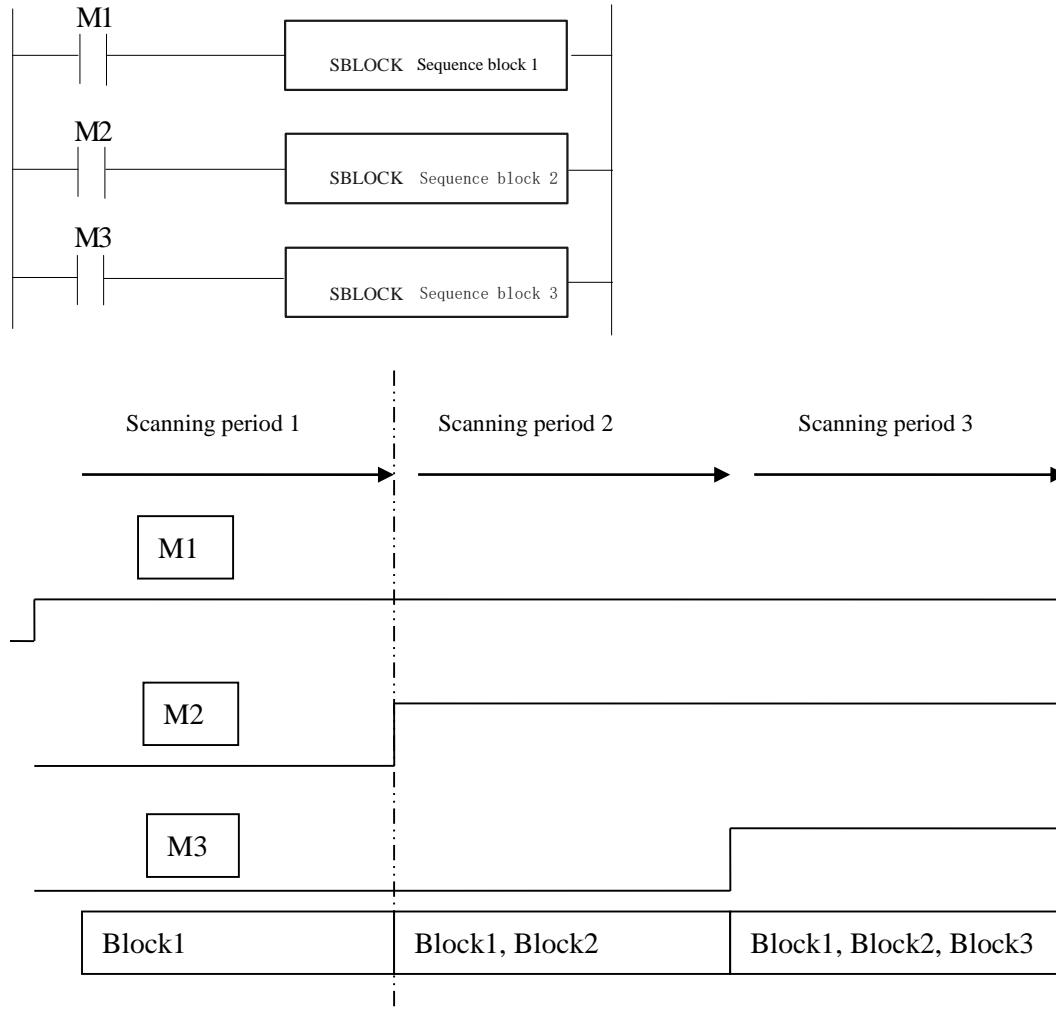 M1
SBLOCK Sequence block 1
M2
SBLOCK Sequence block 2
M3
SBLOCK Sequence block 3
Scanning period 1
Scanning period 2
Scanning period 3
M1
M2
M3
Block1
Block1, Block2
Block1, Block2, Block3